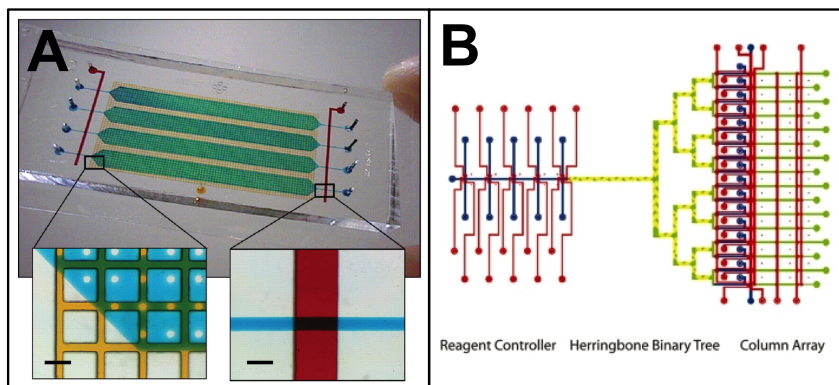 A
B
Reagent Controller
Herringbone Binary Tree
Column Array